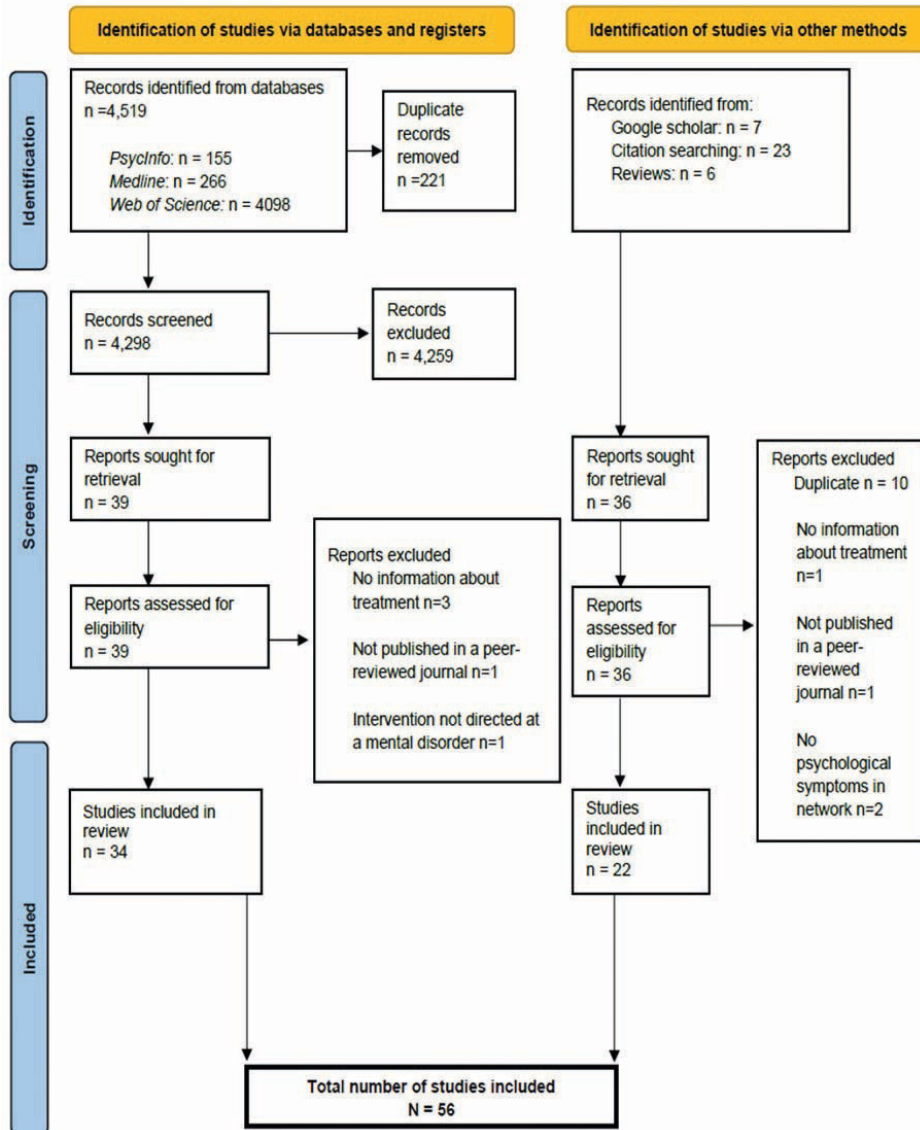 Identification of studies via databases and registers
Identification of studies via other methods
Identification
Records identified from databases
n =4,519
PsycInfo: n = 155
Medline: n = 266
Web of Science: n = 4098
Duplicate
records
removed
n =221
Records identified from:
Google scholar: n = 7
Citation searching: n = 23
Reviews: n = 6
Screening
Records screened
n = 4,298
Records
excluded
n = 4,259
Reports sought for
retrieval
n = 39
Reports sought
for retrieval
n = 36
Reports assessed for
eligibility
n = 39
Reports excluded
No information about
treatment n=3
Not published in a peer-
reviewed journal n=1
Intervention not directed at
a mental disorder n=1
Reports
assessed for
eligibility
n = 36
Reports excluded
Duplicate n = 10
No information
about treatment
n=1
Not published
in a peer-
reviewed
journal n=1
No
psychological
symptoms in
network n=2
Included
Studies included in
review
n = 34
Studies
included in
review
n = 22
Total number of studies included
N = 56